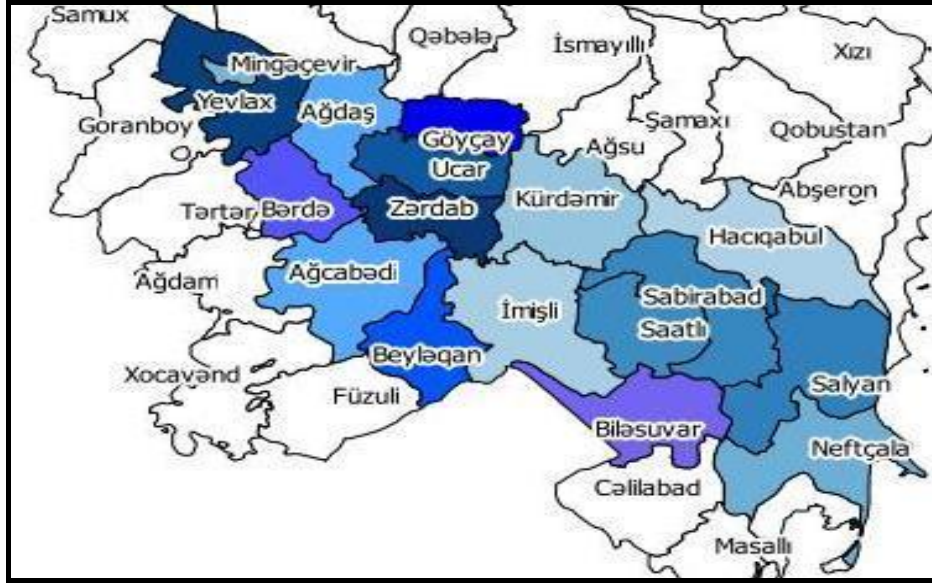 Samux
Qəbələ
İsmayıllı
Xızı
Mingəçevir
Yevlax
Ağdaş
Goranboy
Göyçay
Ağsu
Şamaxı
Qobustan
Ucar
Abşeron
Tərtər
Bərdə
Zərdab
Kürdəmir
Hacıqabul
Ağdam
Ağcabədi
İmişli
Sabirabad
Saatlı
Beyləqan
Xocavənd
Füzuli
Salyan
Biləsuvar
Neftçala
Cəlilabad
Masallı